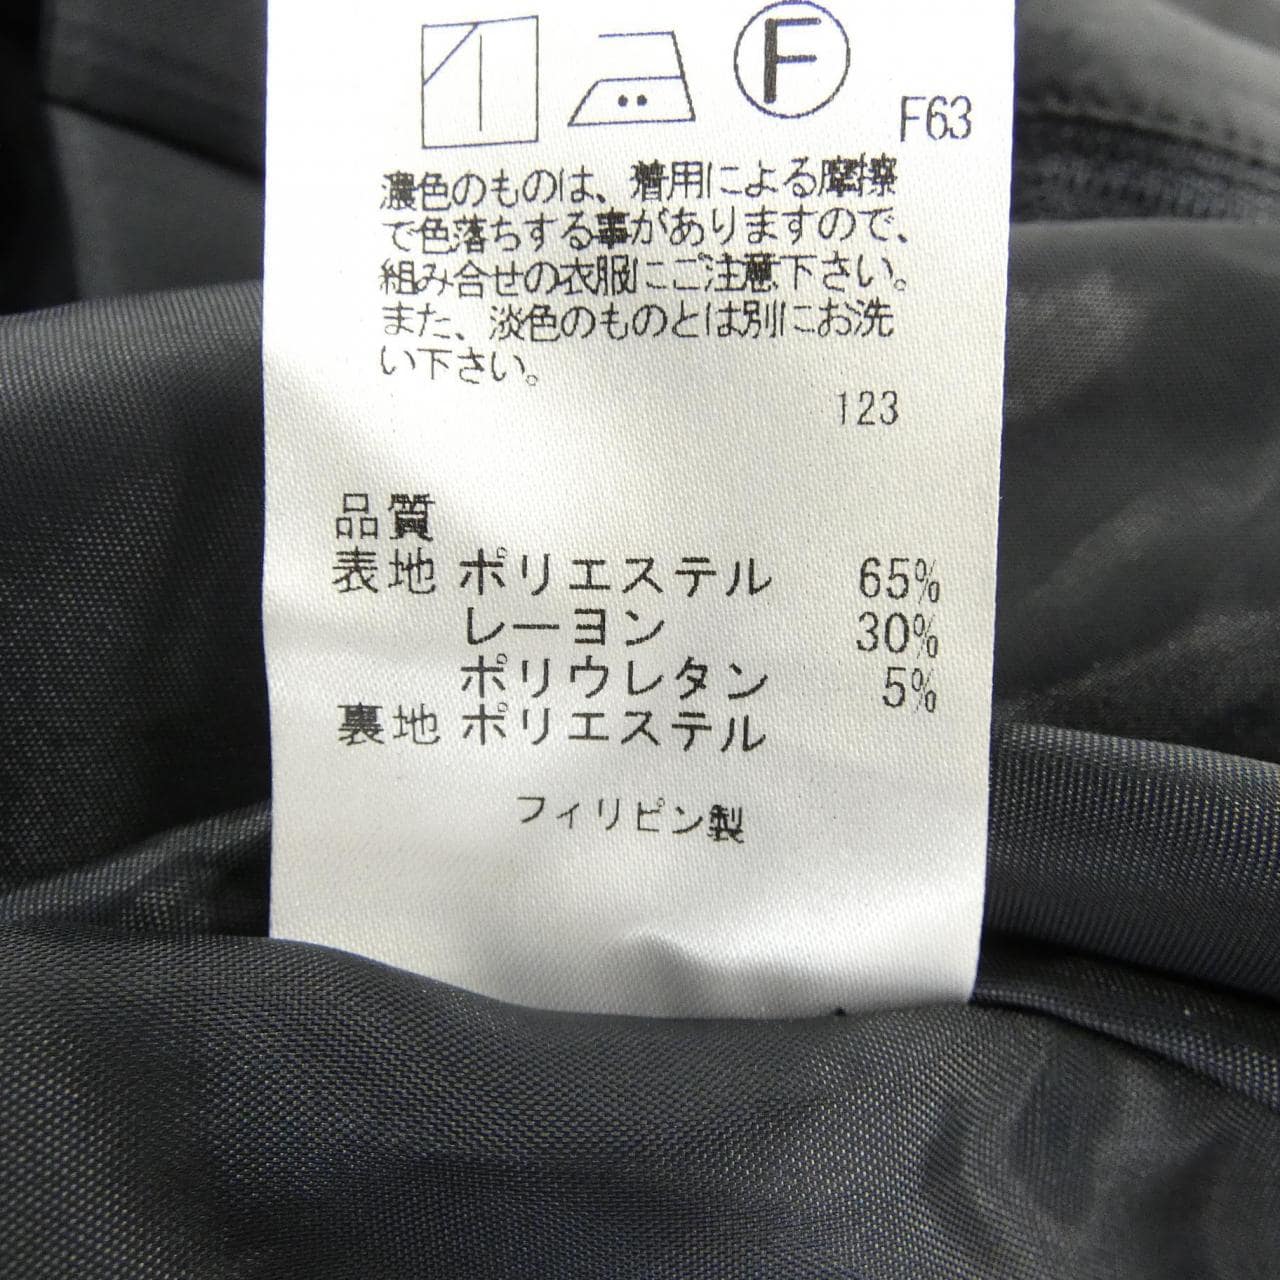 F
F63
濃色のものは、着用による摩擦
で色落ちする事がありますので、
組み合せの衣服にご注意下さい。
また、淡色のものとは別にお洗
い下さい。
123
品質
表地 ポリエステル 65%
レーヨン 30%
ポリウレタン 5%
裏地 ポリエステル
フィリピン製